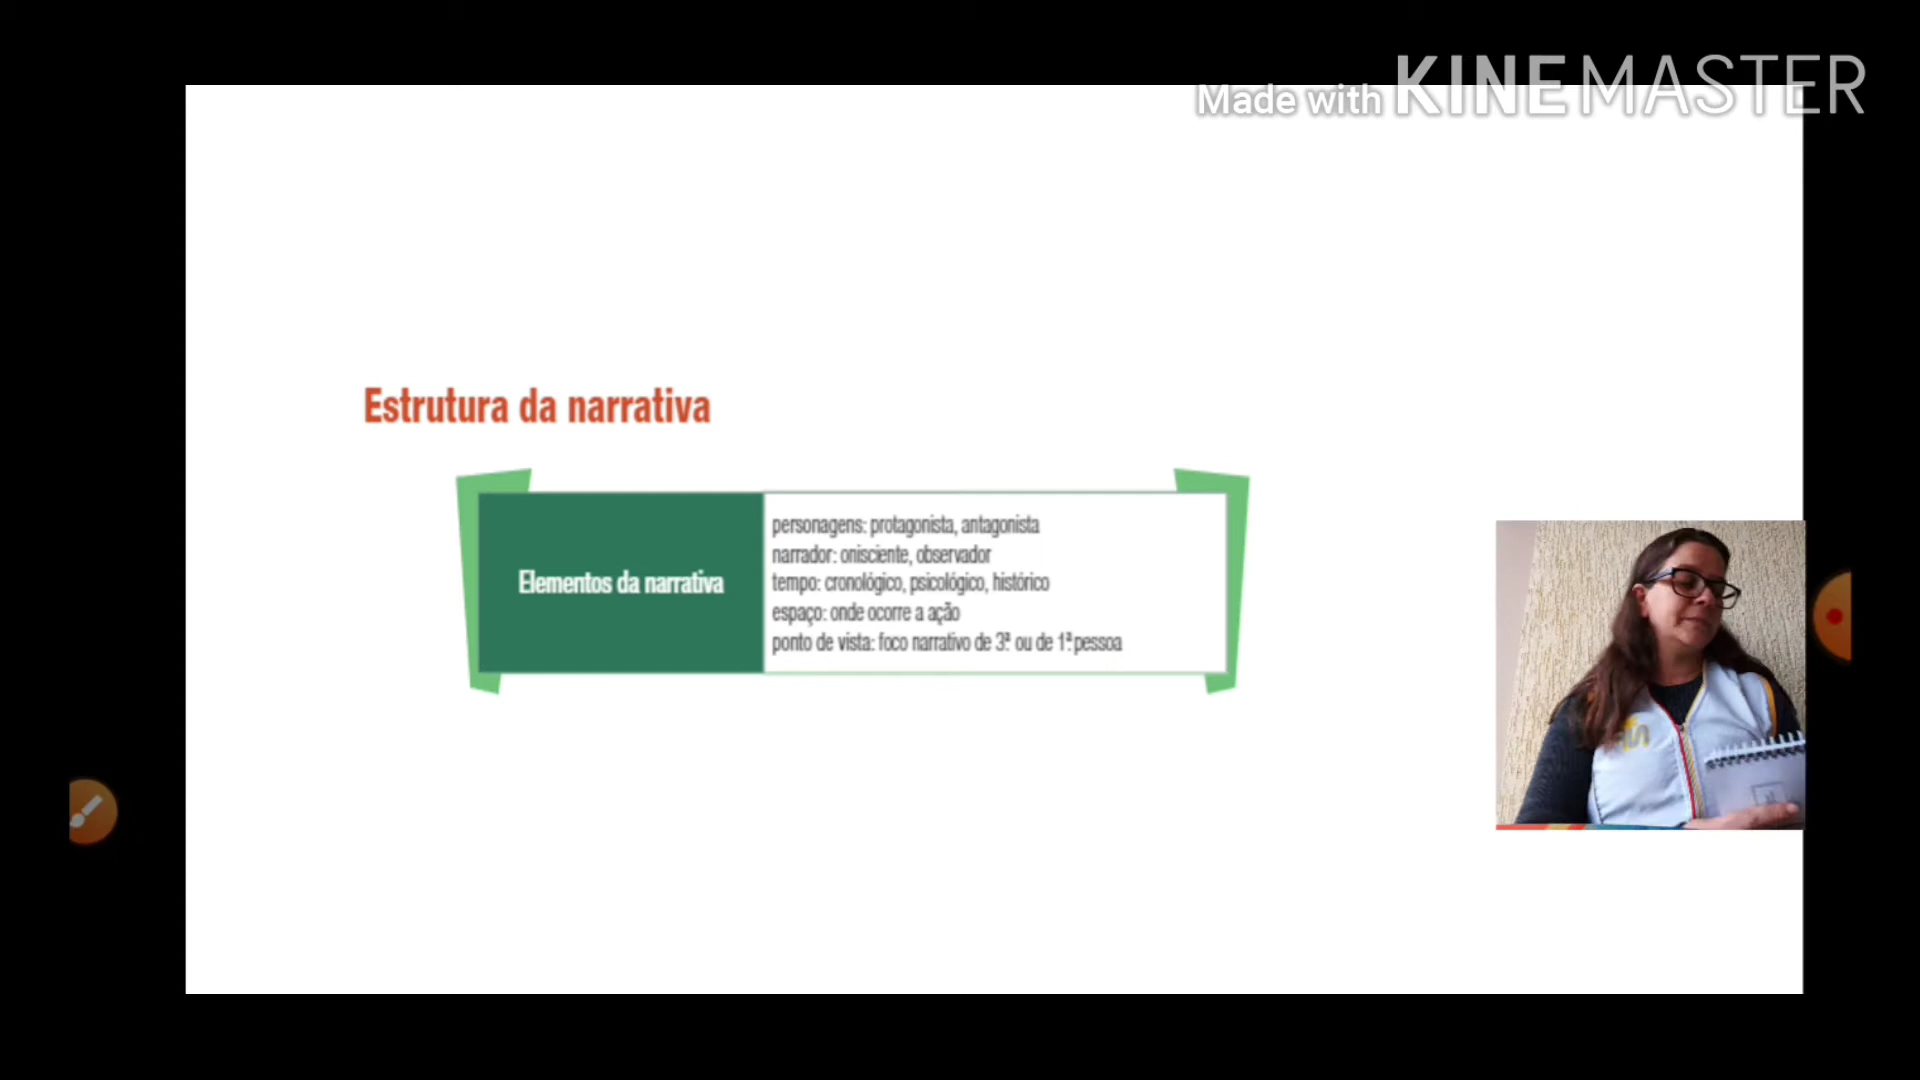 Made with KINEMASTER
Estrutura da narrativa
Elementos da narrativa
personagens: protagonista, antagonista
narrador: onisciente, observador
tempo: cronológico, psicológico, histórico
espaço: onde ocorre a ação
ponto de vista: foco narrativo de 3ª. ou de 1ª. pessoa